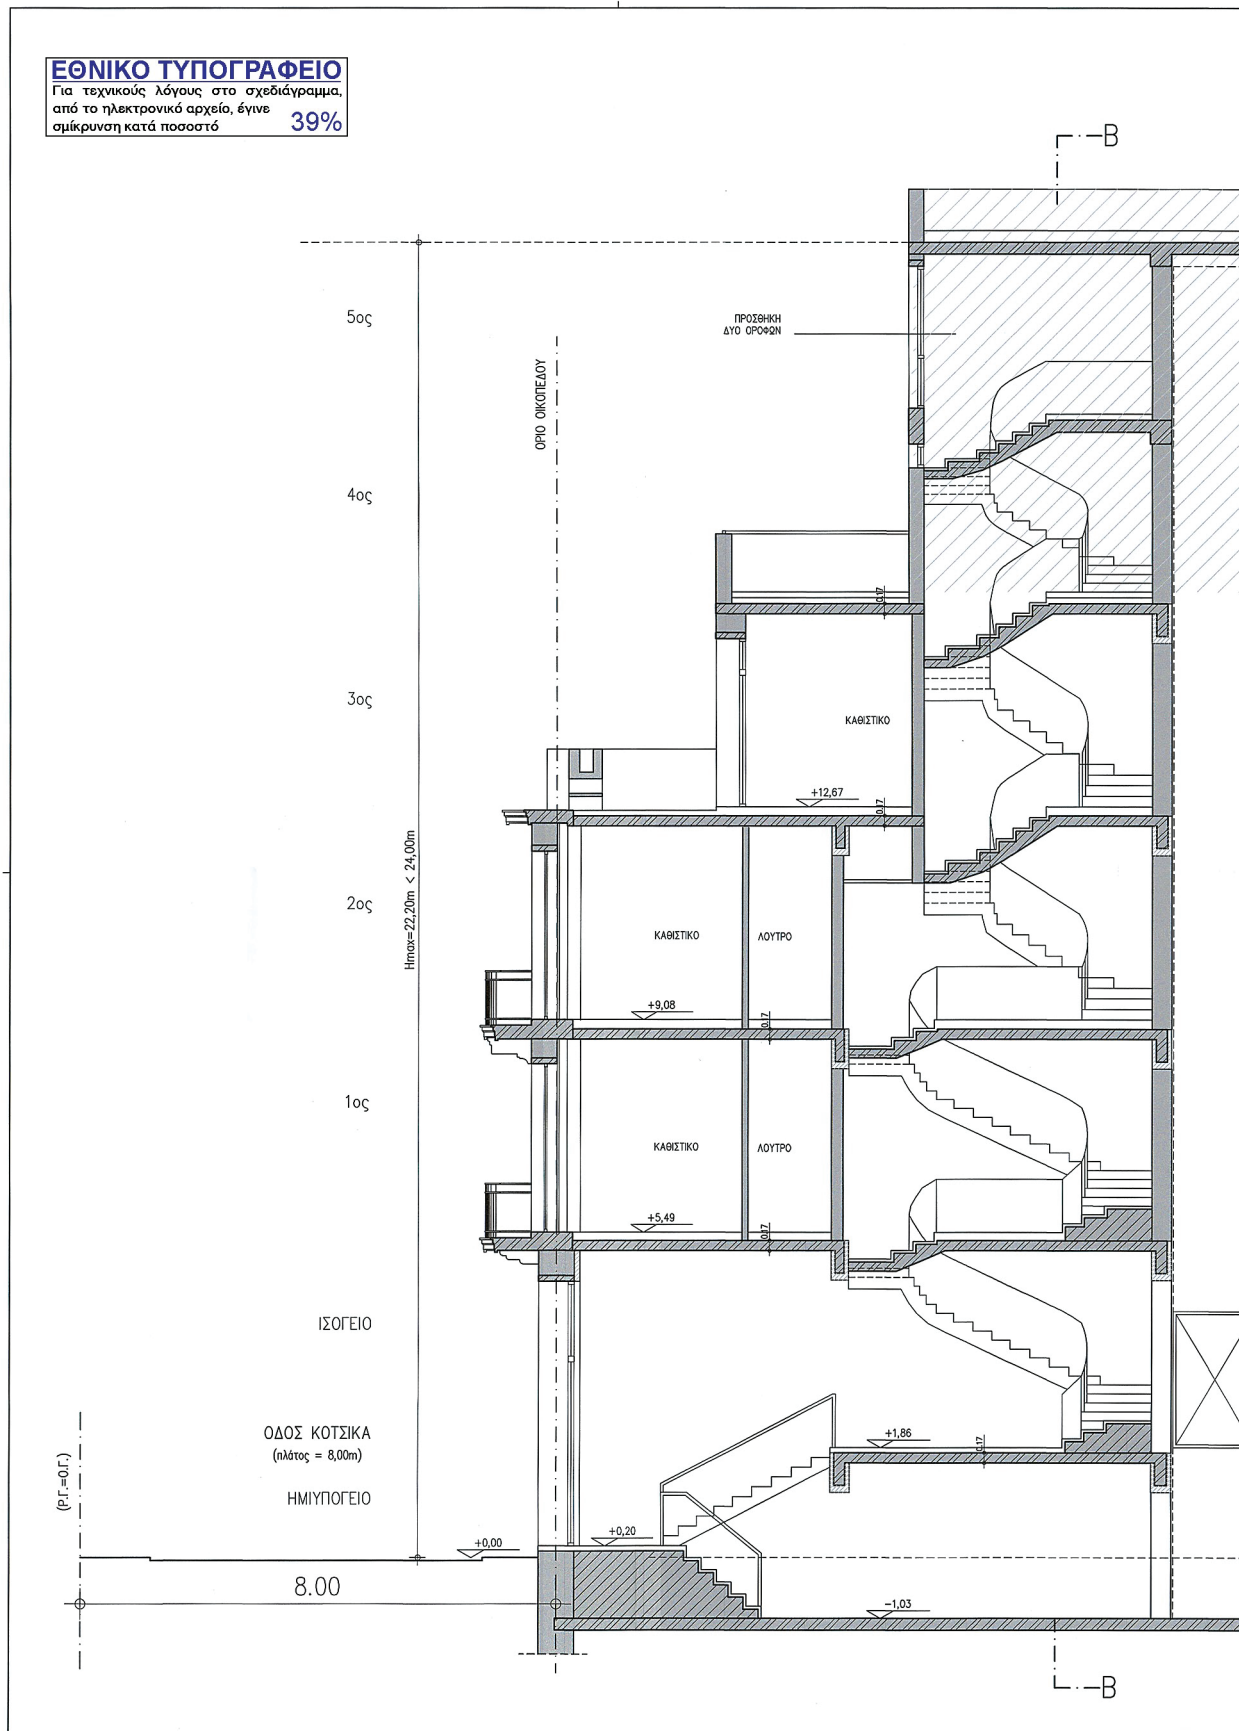 ΕΘΝΙΚΟ ΤΥΠΟΓΡΑΦΕΙΟ
Για τεχνικούς λόγους στο σχεδιάγραμμα,
από το ηλεκτρονικό αρχείο, έγινε
σμίκρυνση κατά ποσοστό 39%
B
5ος
ΠΡΟΣΘΗΚΗ
ΔΥΟ ΟΡΟΦΩΝ
ΟΡΙΟ ΟΙΚΟΠΕΔΟΥ
4ος
0.17
3ος
ΚΑΘΙΣΤΙΚΟ
+12,67
0.17
Hmax=22,20m < 24,00m
2ος
ΚΑΘΙΣΤΙΚΟ
ΛΟΥΤΡΟ
+9,08
0.17
1ος
ΚΑΘΙΣΤΙΚΟ
ΛΟΥΤΡΟ
+5,49
0.17
ΙΣΟΓΕΙΟ
ΟΔΟΣ ΚΟΤΣΙΚΑ
(πλάτος = 8,00m)
+1,86
0.17
(Ρ.Γ.=Ο.Γ.)
ΗΜΙΥΠΟΓΕΙΟ
+0,00
+0,20
8.00
-1,03
B